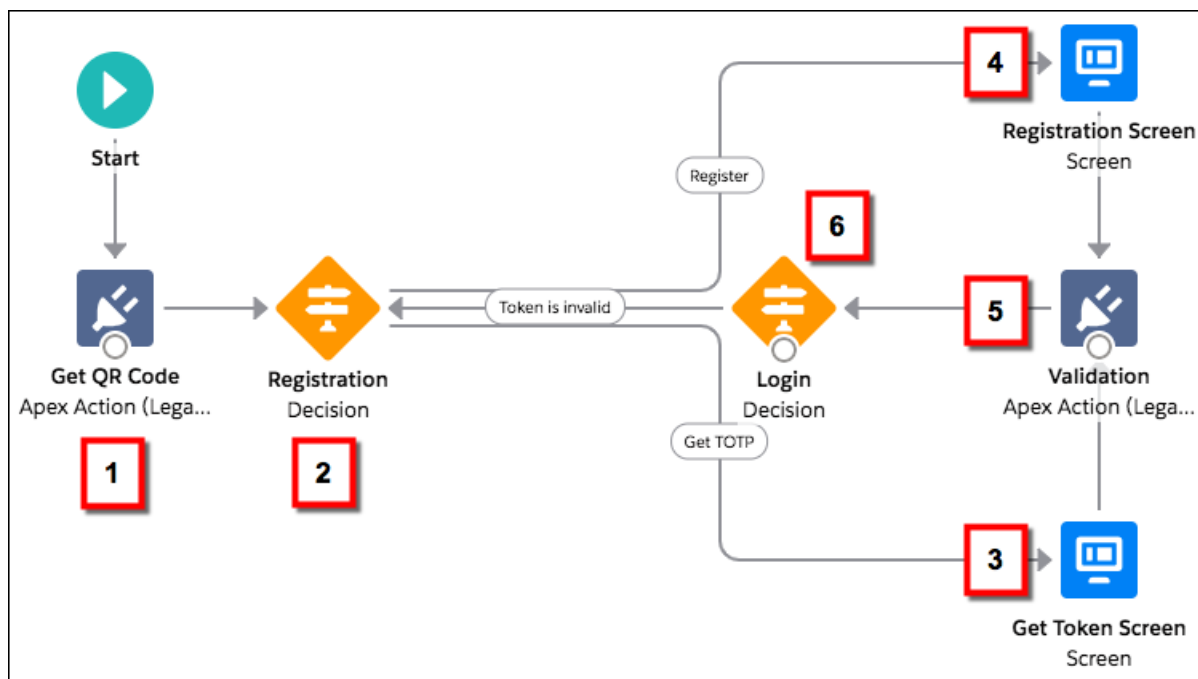 4
Registration Screen
Screen
Start
Register
6
Token is invalid
5
Get QR Code
Apex Action (Lega...
Registration
Decision
Login
Decision
Validation
Apex Action (Lega...
1
2
Get TOTP
3
Get Token Screen
Screen